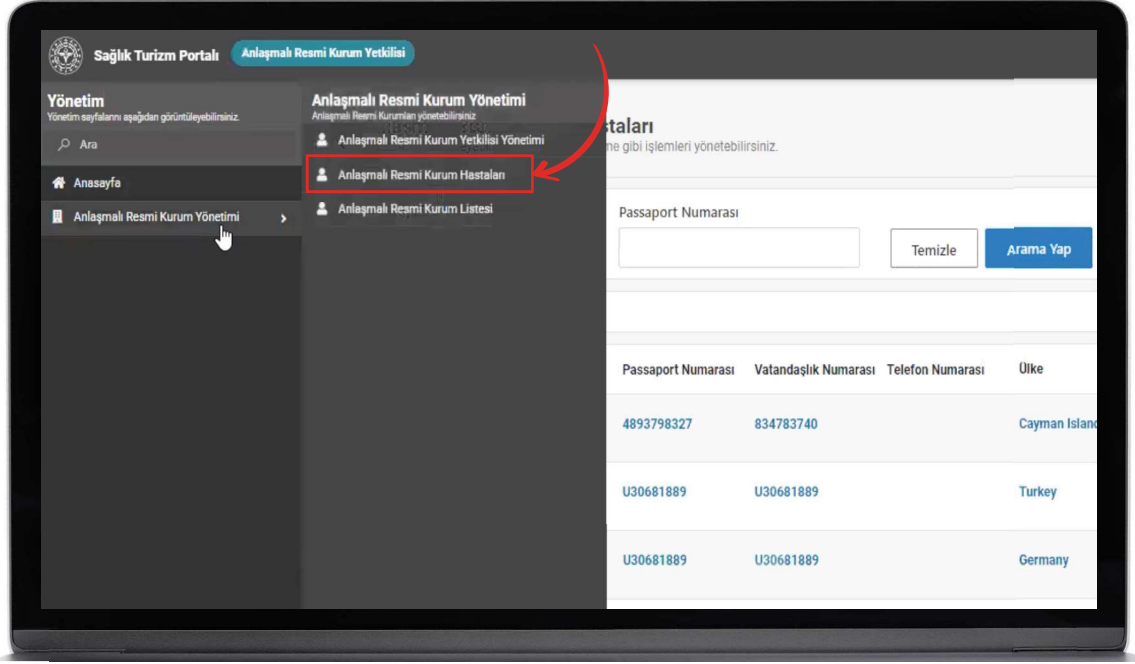 Sağlık Turizm Portalı
Anlaşmalı Resmi Kurum Yetkilisi
Yönetim
Yönetim sayfalarını aşağıdan görüntüleyebilirsiniz.
Ara
Anasayfa
Anlaşmalı Resmi Kurum Yönetimi
Anlaşmalı Resmi Kurum Yönetimi
Anlaşmalı Resmi Kurumları yönetebilirsiniz
Anlaşmalı Resmi Kurum Yetkilisi Yönetimi
Anlaşmalı Resmi Kurum Hastaları
Anlaşmalı Resmi Kurum Listesi
staları
me gibi işlemleri yönetebilirsiniz.
Passaport Numarası
Temizle
Arama Yap
Passaport Numarası Vatandaşlık Numarası Telefon Numarası Ülke
4893798327 834783740 Cayman Island
U30681889 U30681889 Turkey
U30681889 U30681889 Germany